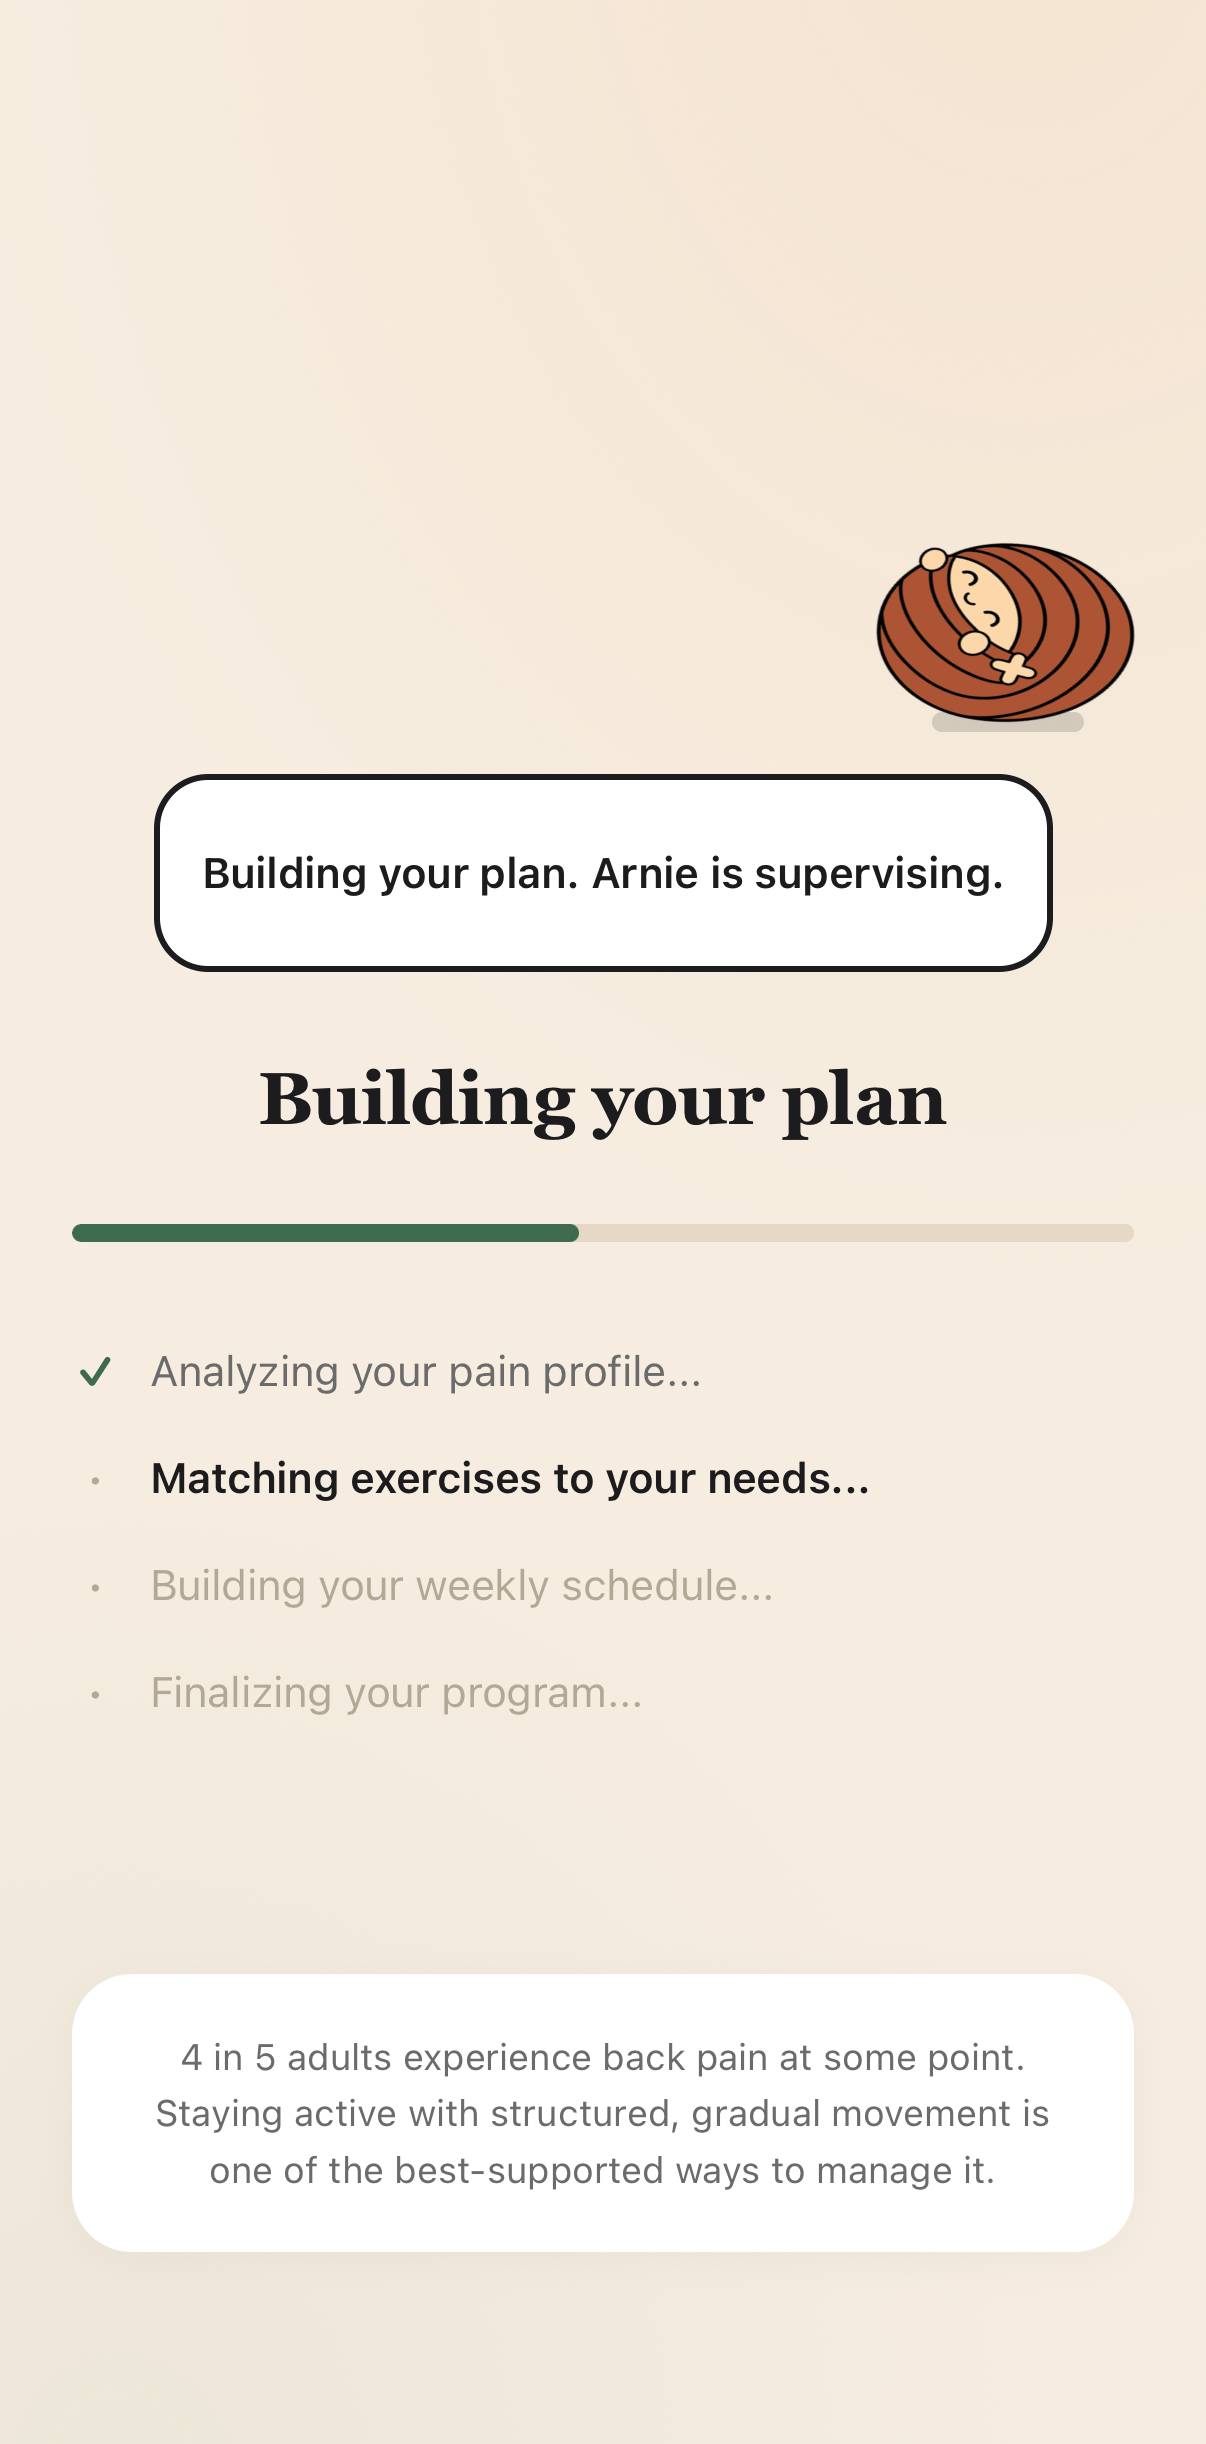 Building your plan. Arnie is supervising.
Building your plan
Analyzing your pain profile...
Matching exercises to your needs...
Building your weekly schedule...
Finalizing your program...
4 in 5 adults experience back pain at some point.
Staying active with structured, gradual movement is
one of the best-supported ways to manage it.